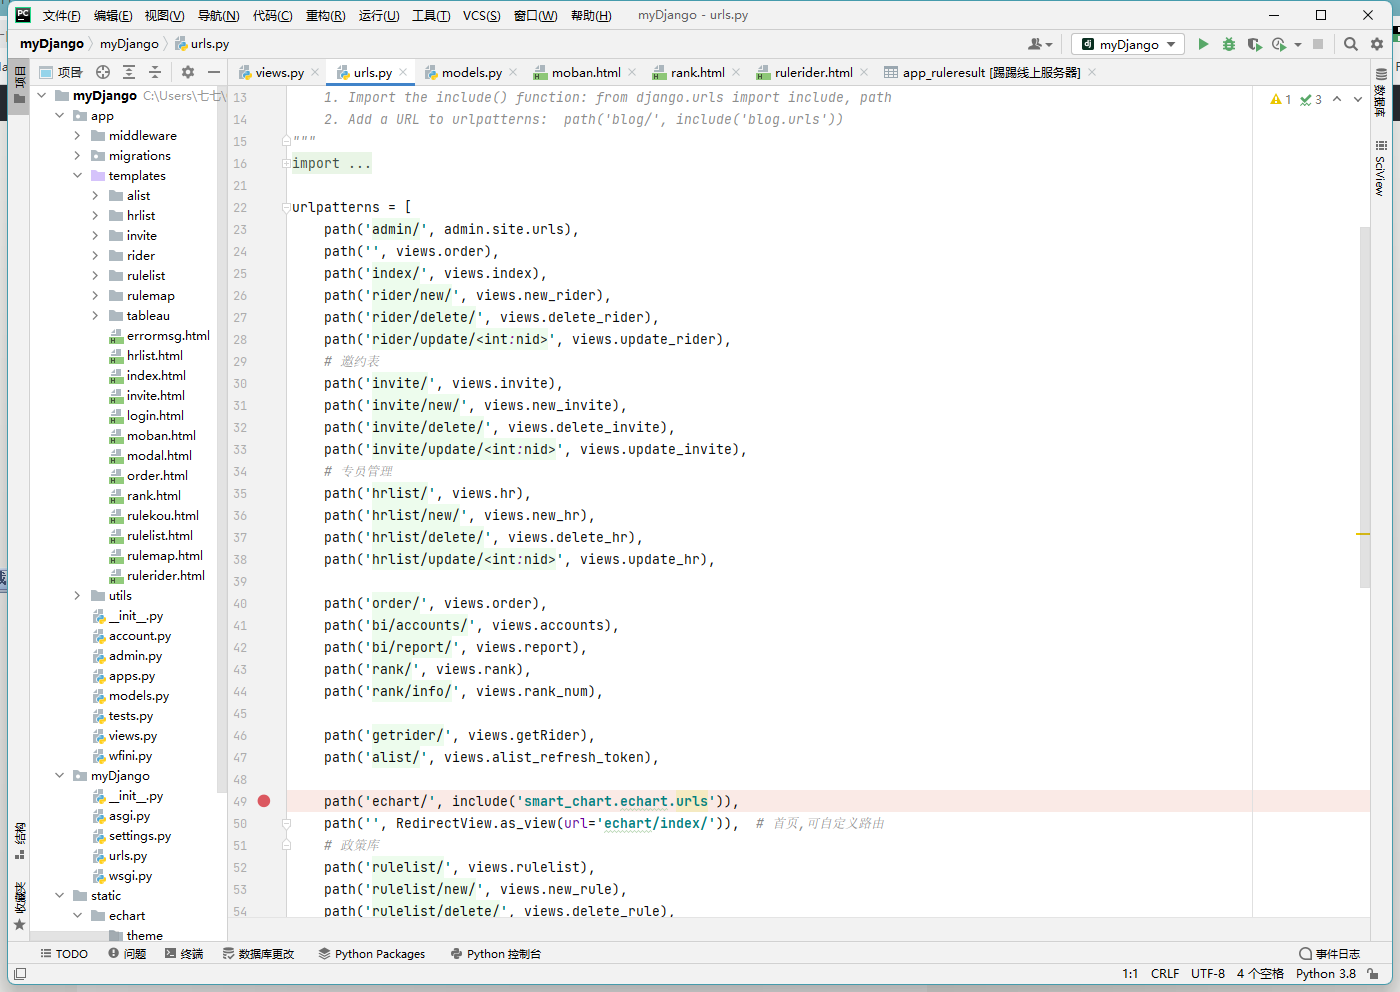 PC 文件(F) 编辑(E) 视图(V) 导航(N) 代码(C) 重构(R) 运行(U) 工具(T) VCS(S) 窗口(W) 帮助(H) myDjango - urls.py
myDjango myDjango urls.py
dj myDjango
项目
views.py urls.py models.py moban.html rank.html rulerider.html app_ruleresult [踢踢线上服务器]
项目
数据库
SciView
结构
收藏夹
myDjango C:\Users\七七\
app
middleware
migrations
templates
alist
hrlist
invite
rider
rulelist
rulemap
tableau
errormsg.html
hrlist.html
index.html
invite.html
login.html
moban.html
modal.html
order.html
rank.html
rulekou.html
rulelist.html
rulemap.html
rulerider.html
utils
__init__.py
account.py
admin.py
apps.py
models.py
tests.py
views.py
wfini.py
myDjango
__init__.py
asgi.py
settings.py
urls.py
wsgi.py
static
echart
theme
1 3
13 1. Import the include() function: from django.urls import include, path
14 2. Add a URL to urlpatterns:  path('blog/', include('blog.urls'))
15 """
16 import ...
21
22 urlpatterns = [
23 path('admin/', admin.site.urls),
24 path('', views.order),
25 path('index/', views.index),
26 path('rider/new/', views.new_rider),
27 path('rider/delete/', views.delete_rider),
28 path('rider/update/<int:nid>', views.update_rider),
29 # 邀约表
30 path('invite/', views.invite),
31 path('invite/new/', views.new_invite),
32 path('invite/delete/', views.delete_invite),
33 path('invite/update/<int:nid>', views.update_invite),
34 # 专员管理
35 path('hrlist/', views.hr),
36 path('hrlist/new/', views.new_hr),
37 path('hrlist/delete/', views.delete_hr),
38 path('hrlist/update/<int:nid>', views.update_hr),
39
40 path('order/', views.order),
41 path('bi/accounts/', views.accounts),
42 path('bi/report/', views.report),
43 path('rank/', views.rank),
44 path('rank/info/', views.rank_num),
45
46 path('getrider/', views.getRider),
47 path('alist/', views.alist_refresh_token),
48
49 path('echart/', include('smart_chart.echart.urls')),
50 path('', RedirectView.as_view(url='echart/index/')),  # 首页,可自定义路由
51 # 政策库
52 path('rulelist/', views.rulelist),
53 path('rulelist/new/', views.new_rule),
54 path('rulelist/delete/', views.delete_rule),
TODO 问题 终端 数据库更改 Python Packages Python 控制台 事件日志
1:1 CRLF UTF-8 4 个空格 Python 3.8